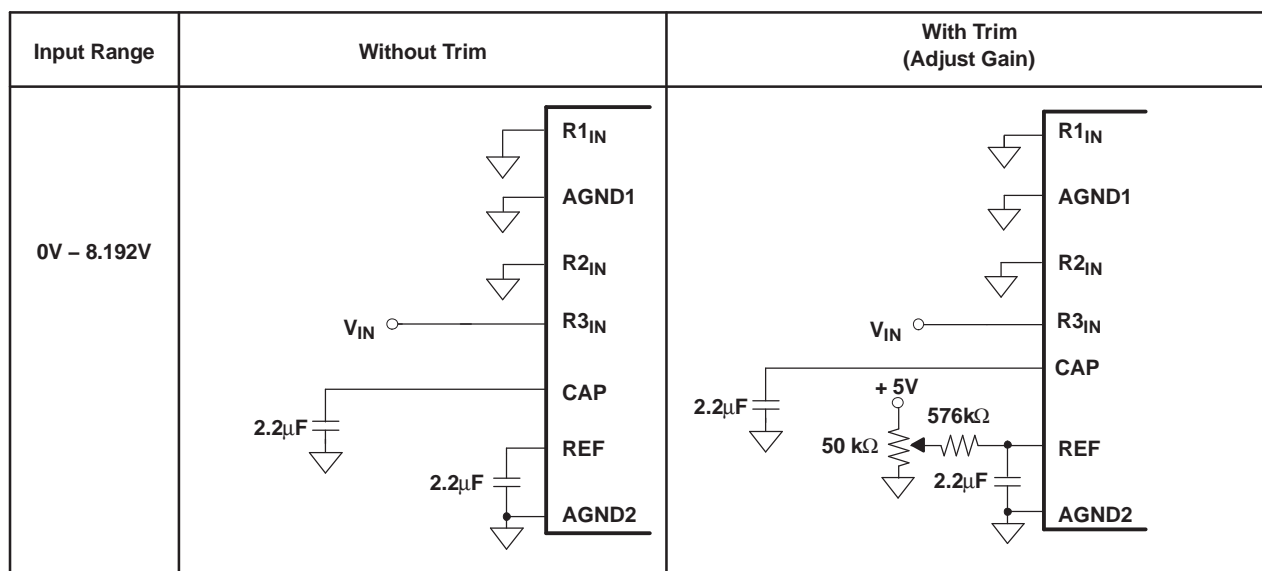 Input Range
Without Trim
With Trim
(Adjust Gain)
0V – 8.192V
R1IN
AGND1
R2IN
VIN
R3IN
CAP
2.2μF
REF
2.2μF
AGND2
R1IN
AGND1
R2IN
VIN
R3IN
CAP
2.2μF
+ 5V
576kΩ
50 kΩ
REF
2.2μF
AGND2